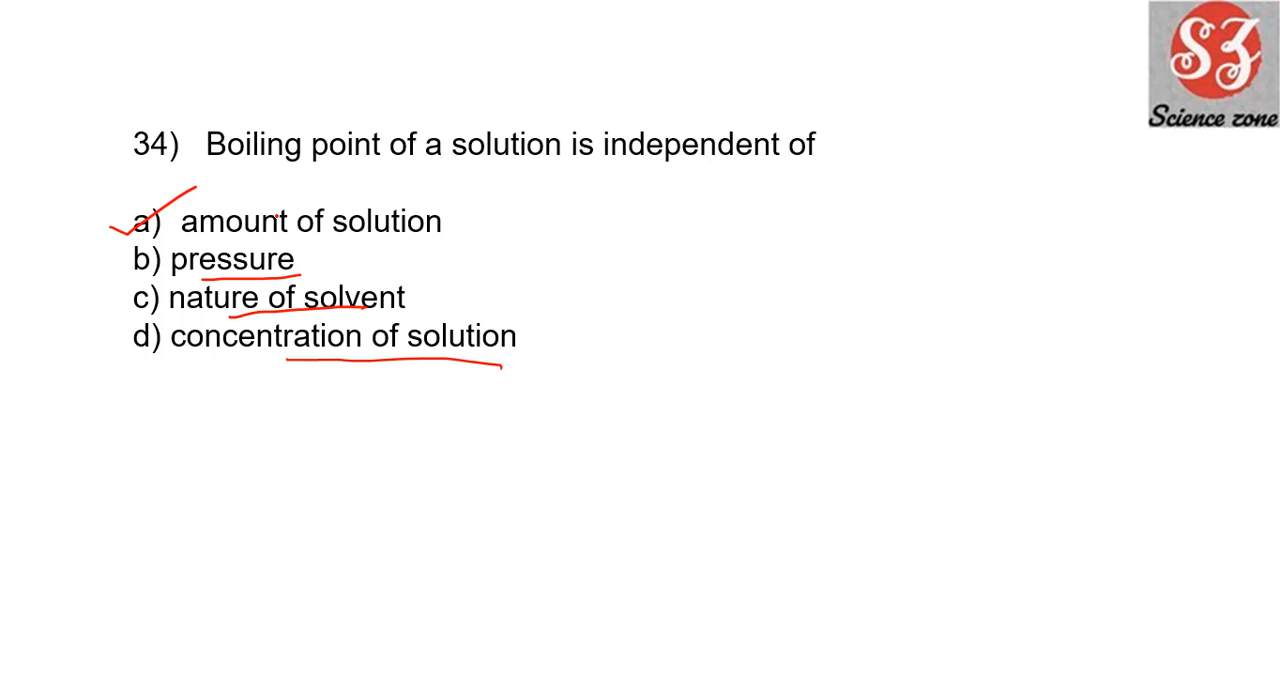 SZ
Science zone
34) Boiling point of a solution is independent of
a) amount of solution
b) pressure
c) nature of solvent
d) concentration of solution